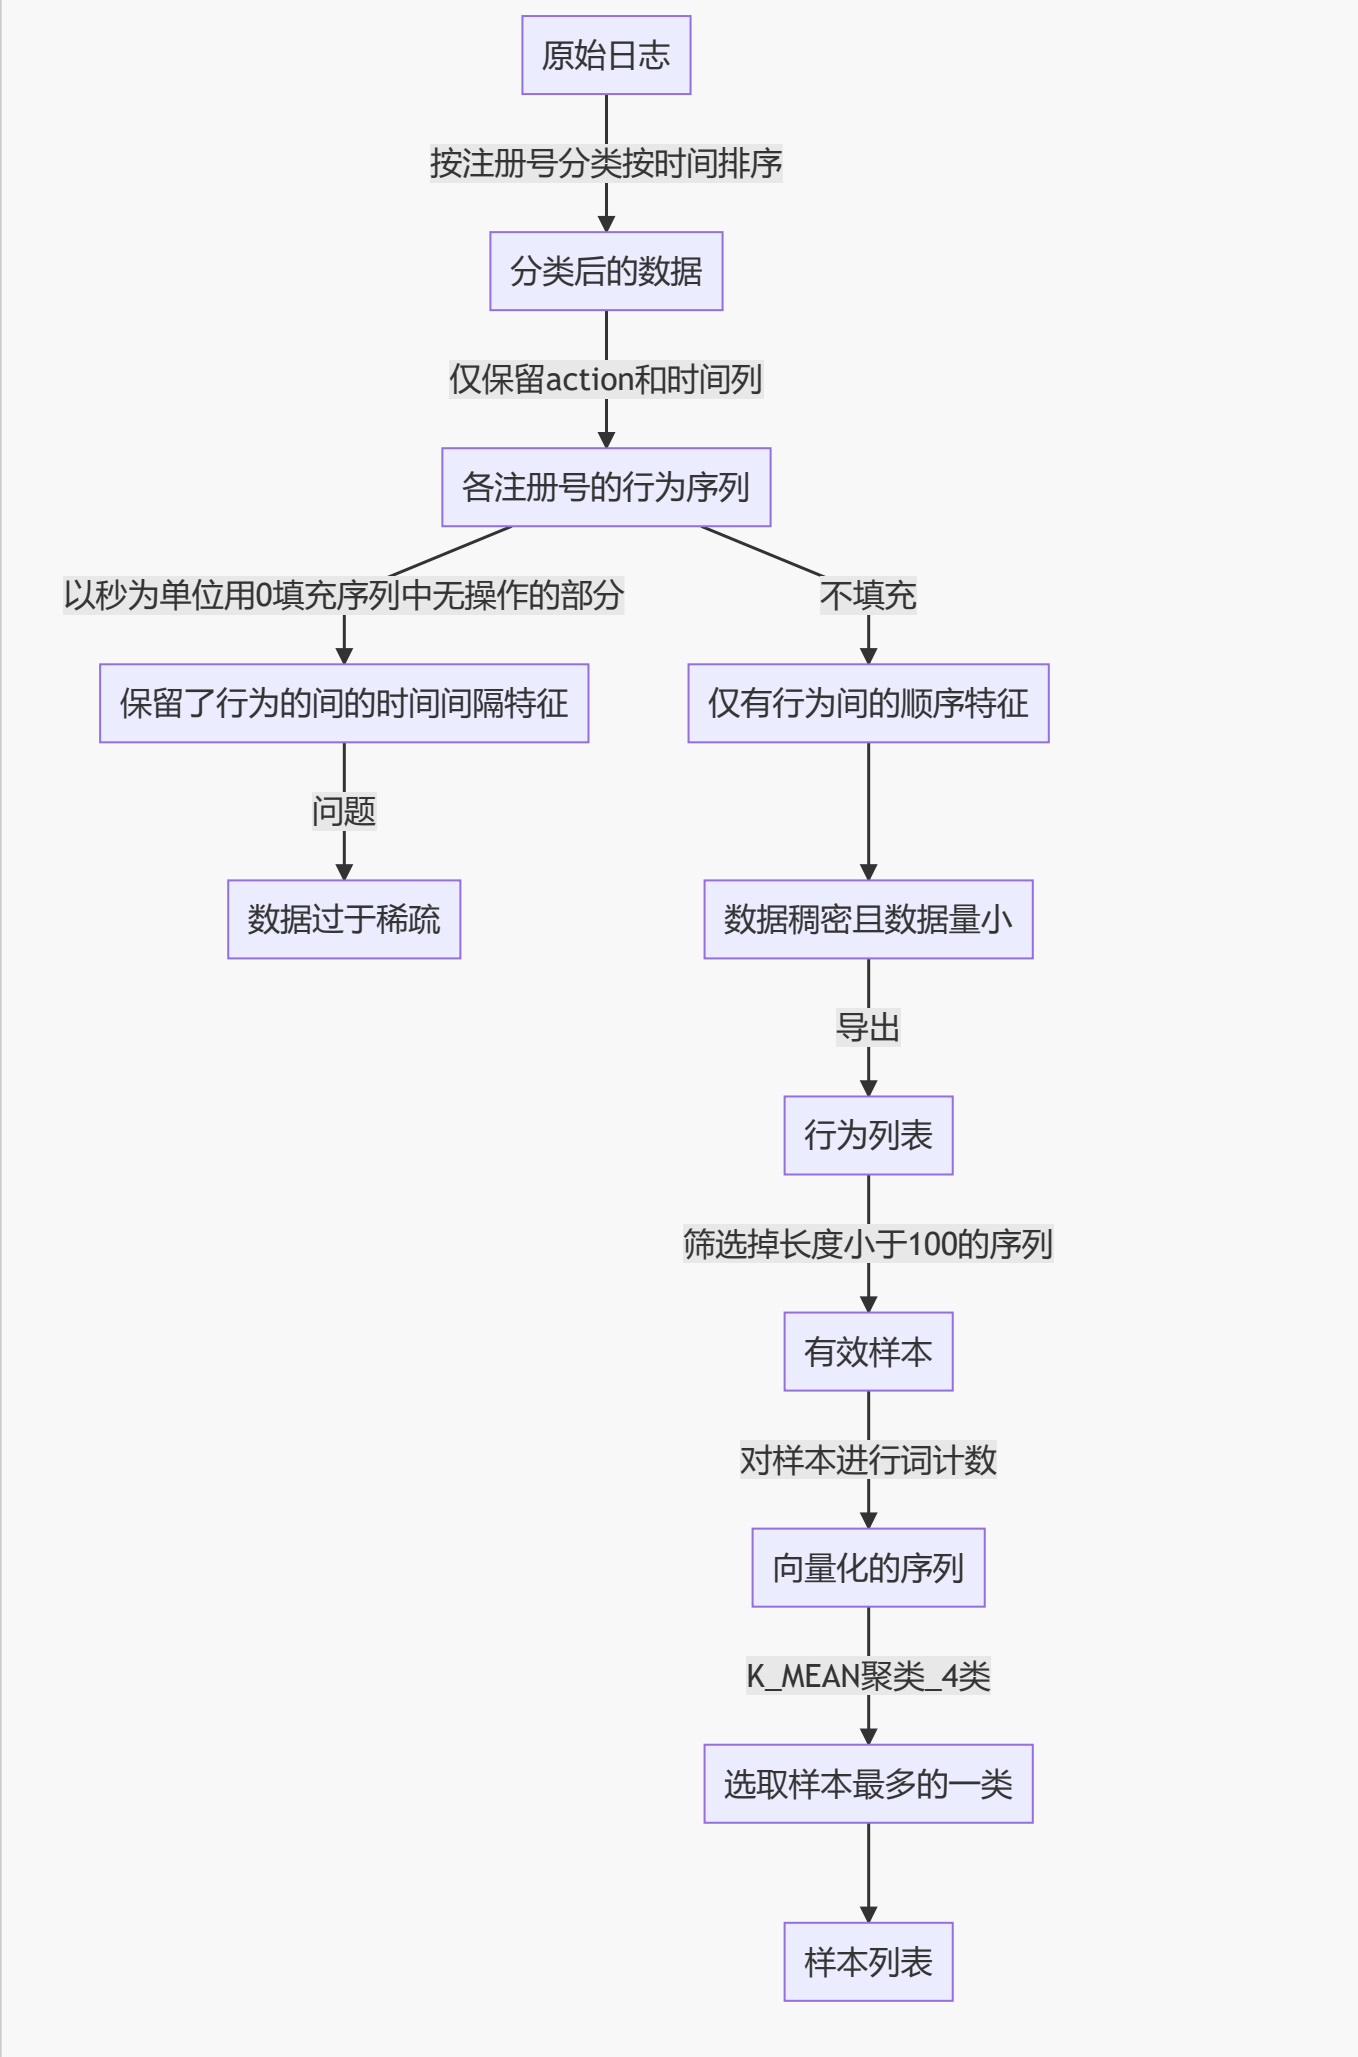 原始日志
按注册号分类按时间排序
分类后的数据
仅保留action和时间列
各注册号的行为序列
以秒为单位用0填充序列中无操作的部分
不填充
保留了行为的间的时间间隔特征
仅有行为间的顺序特征
问题
数据过于稀疏
数据稠密且数据量小
导出
行为列表
筛选掉长度小于100的序列
有效样本
对样本进行词计数
向量化的序列
K_MEAN聚类_4类
选取样本最多的一类
样本列表